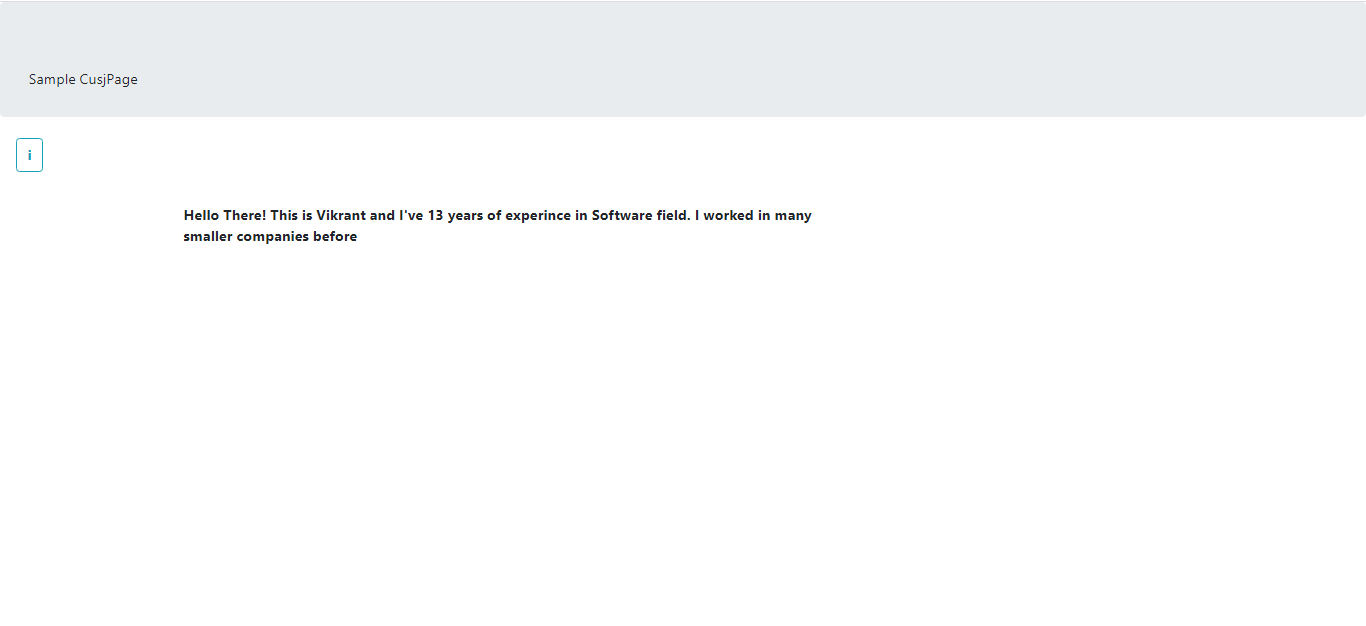 Sample CusjPage
i
Hello There! This is Vikrant and I've 13 years of experince in Software field. I worked in many
smaller companies before